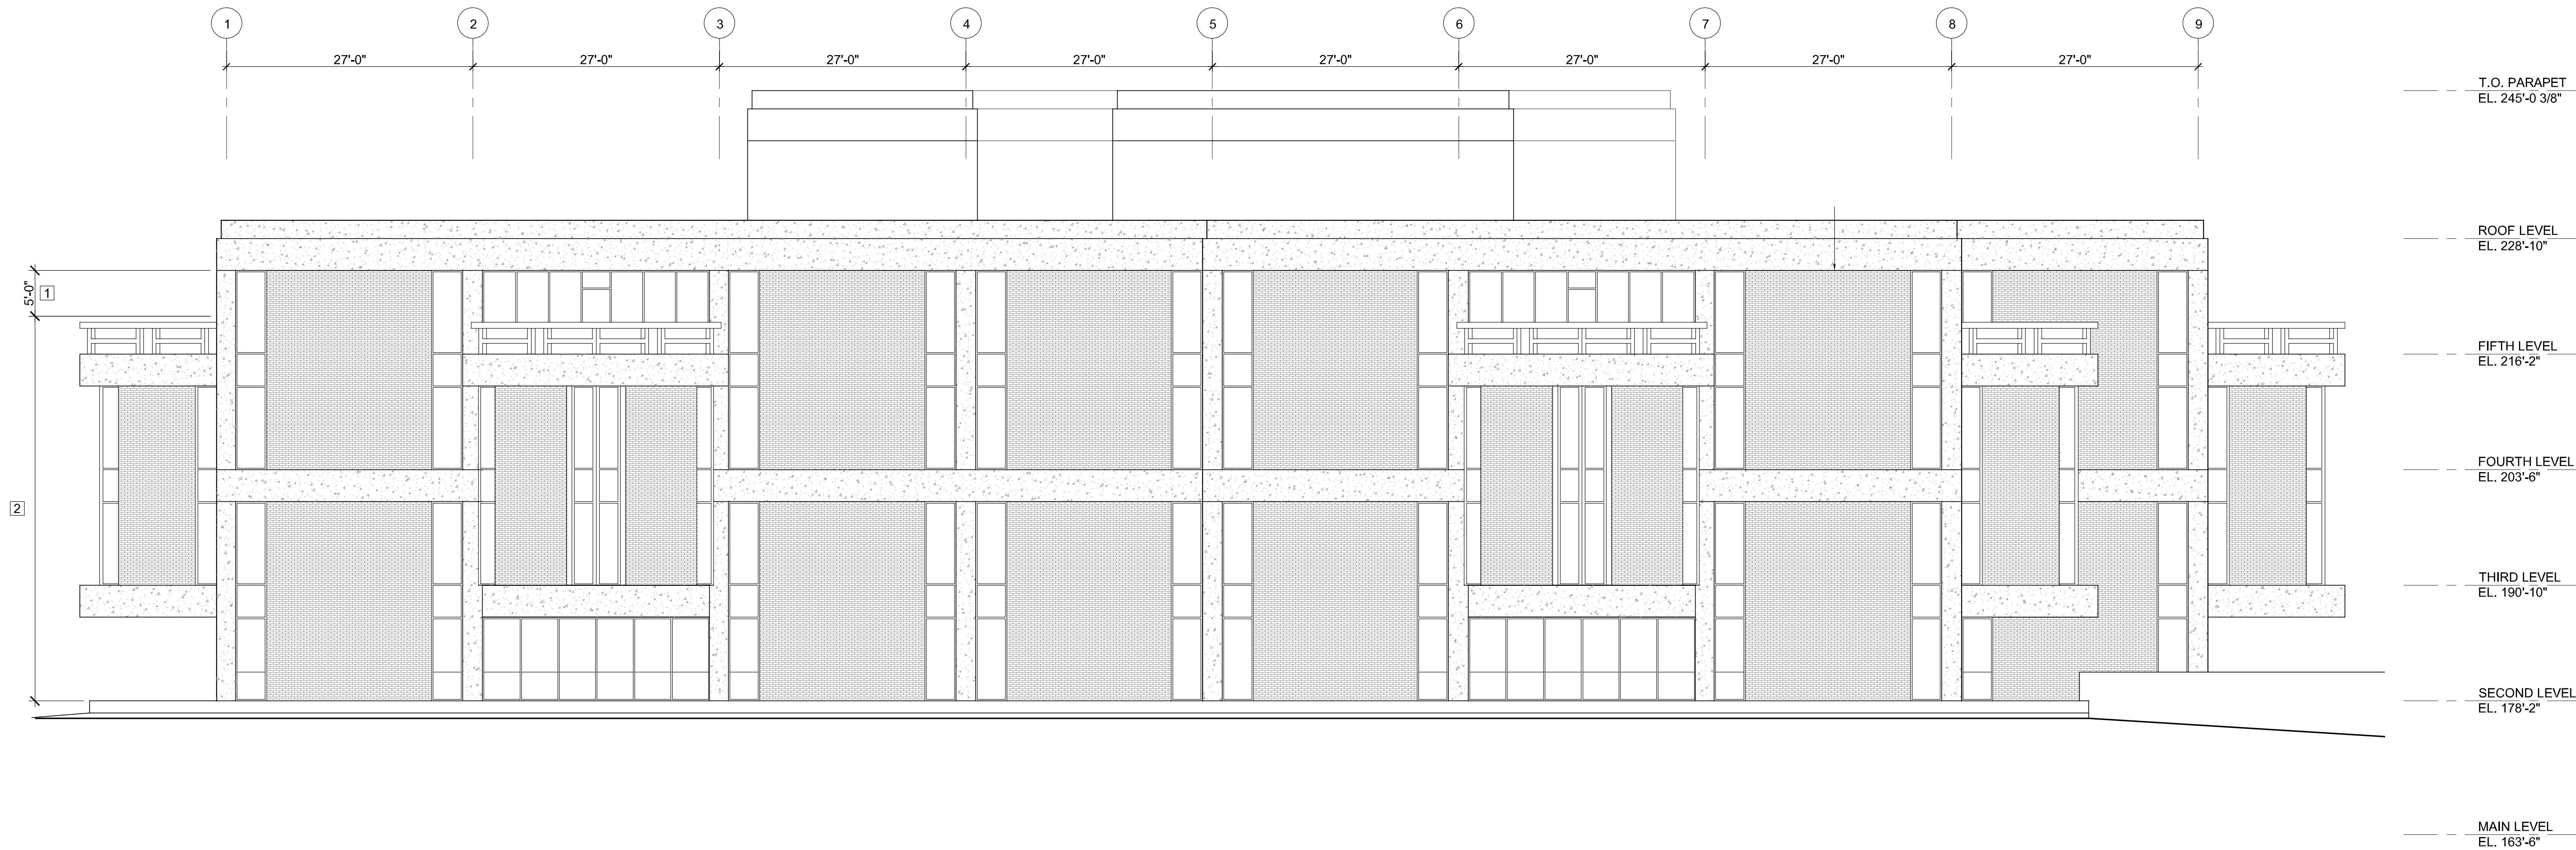 1 2 3 4 5 6 7 8 9
27'-0" 27'-0" 27'-0" 27'-0" 27'-0" 27'-0" 27'-0" 27'-0"
T.O. PARAPET
EL. 245'-0 3/8"
ROOF LEVEL
EL. 228'-10"
5'-0" 1
FIFTH LEVEL
EL. 216'-2"
FOURTH LEVEL
EL. 203'-6"
2
THIRD LEVEL
EL. 190'-10"
SECOND LEVEL
EL. 178'-2"
MAIN LEVEL
EL. 163'-6"